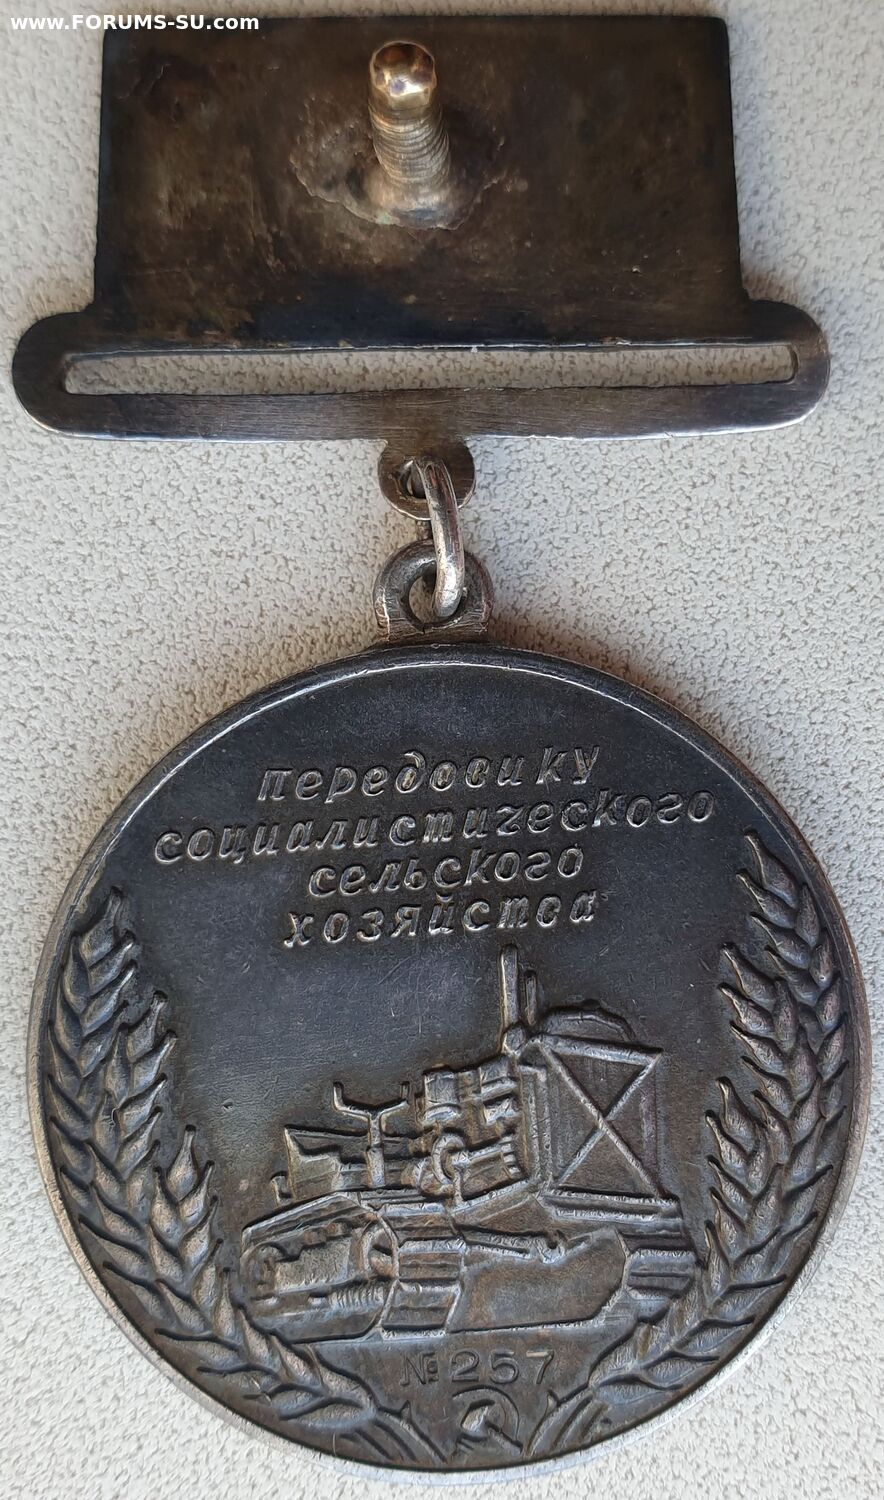 www.FORUMS-SU.com
передовику
социалистического
сельского
хозяйства
№257